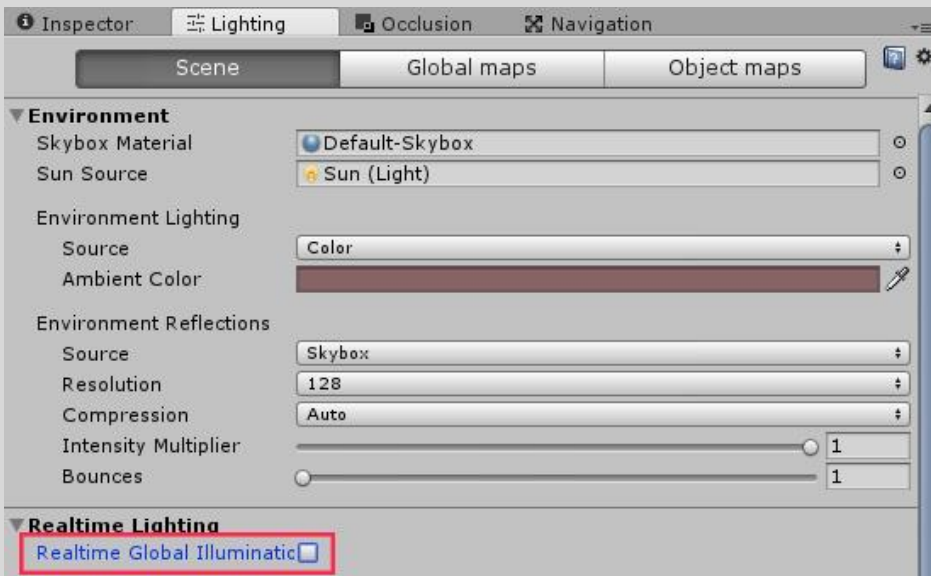 Inspector Lighting Occlusion Navigation
Scene Global maps Object maps
Environment
Skybox Material Default-Skybox
Sun Source Sun (Light)
Environment Lighting
Source Color
Ambient Color
Environment Reflections
Source Skybox
Resolution 128
Compression Auto
Intensity Multiplier 1
Bounces 1
Realtime Lighting
Realtime Global Illuminatic